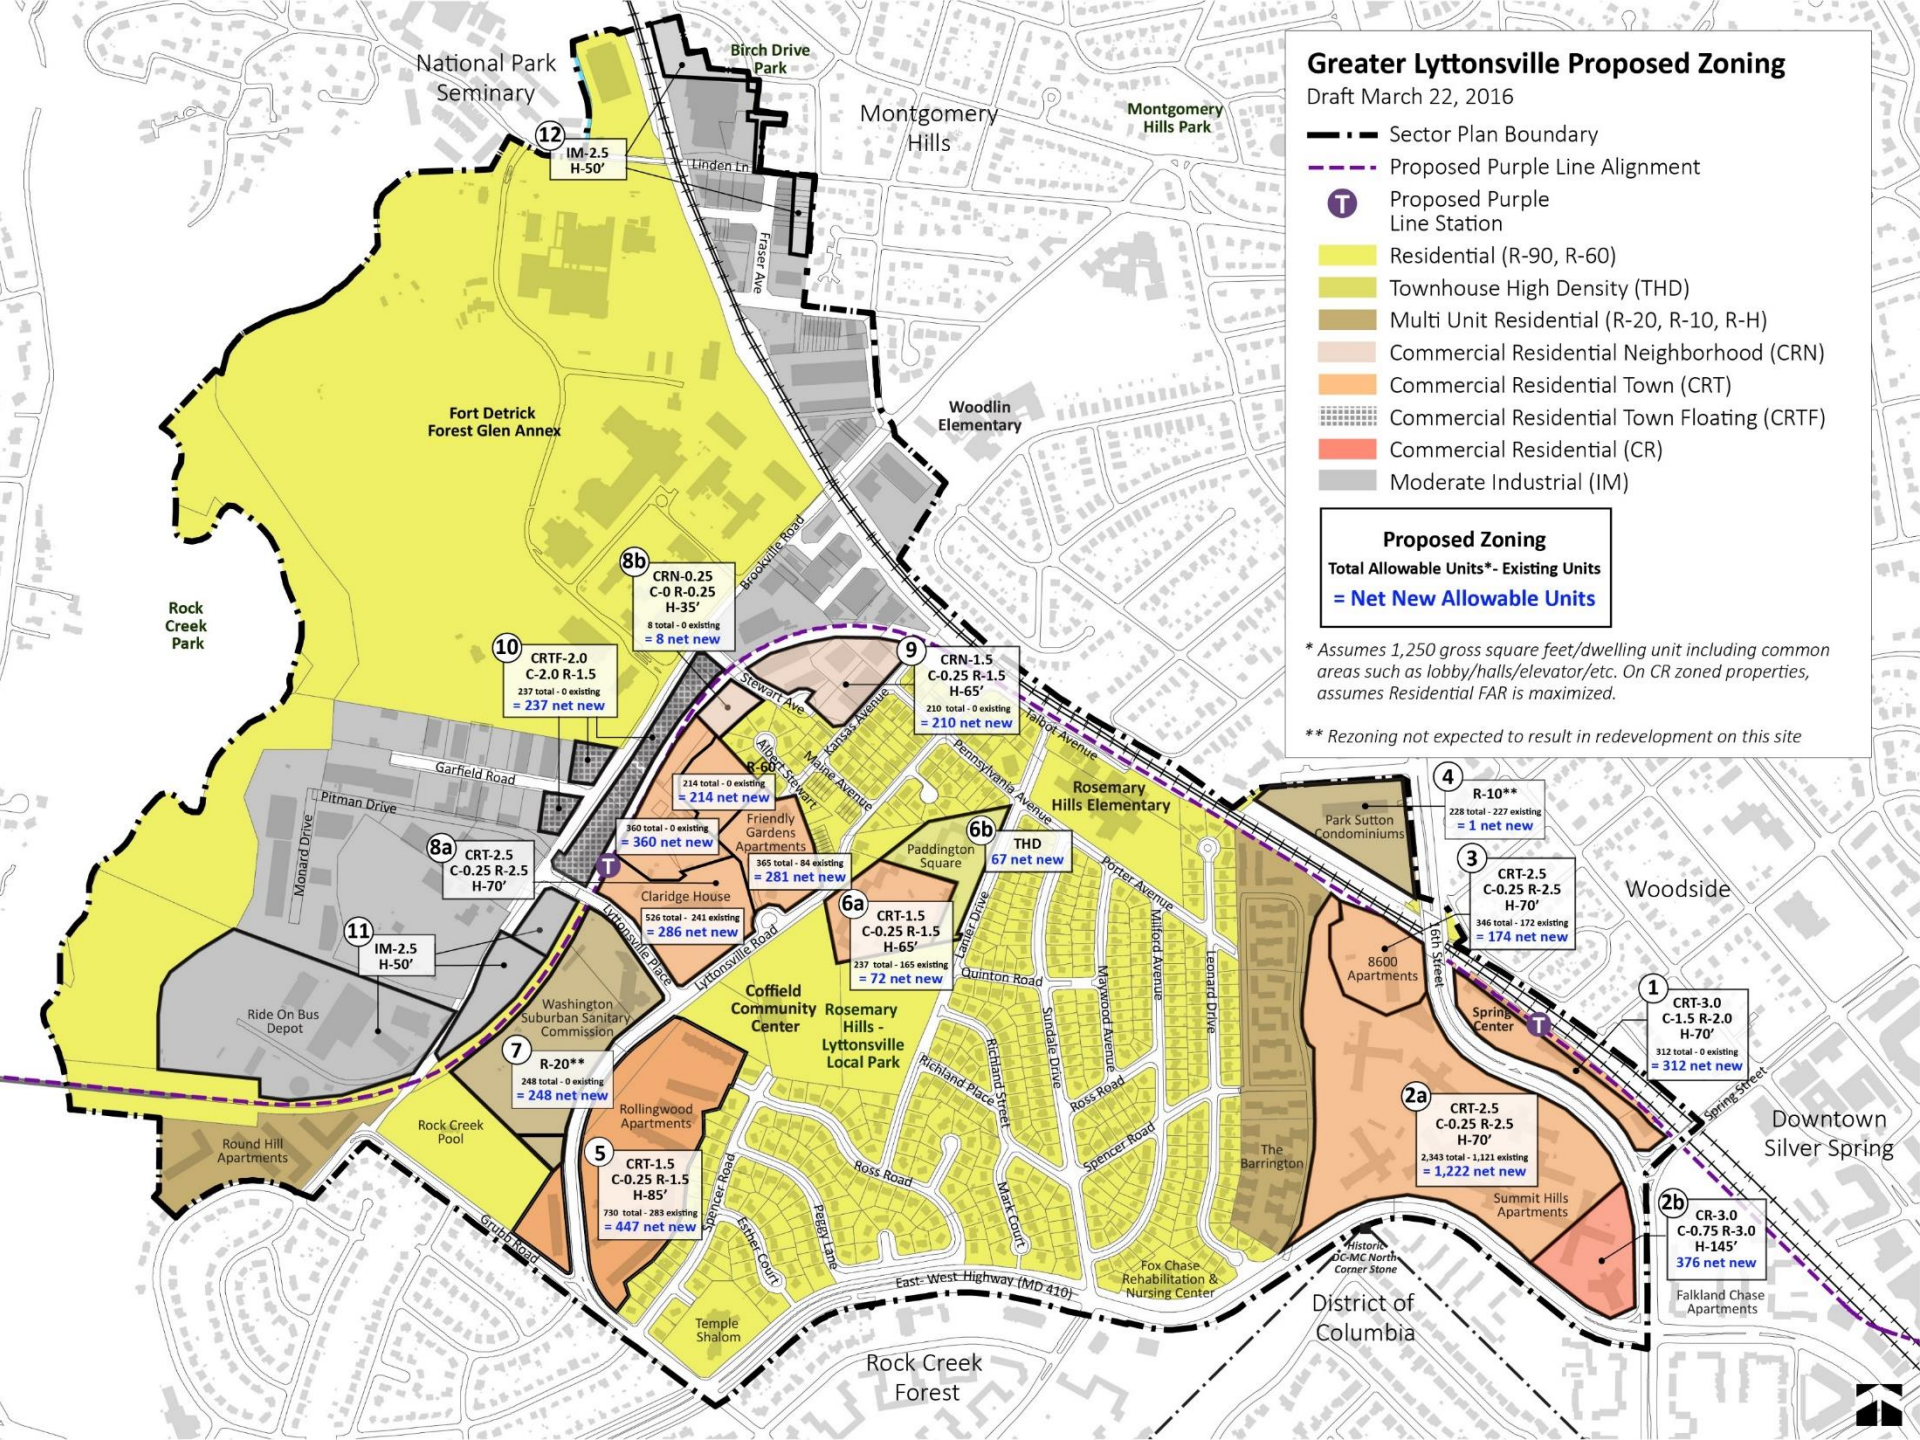 Greater Lyttonsville Proposed Zoning
Draft March 22, 2016
Sector Plan Boundary
Proposed Purple Line Alignment
T
Proposed Purple
Line Station
Residential (R-90, R-60)
Townhouse High Density (THD)
Multi Unit Residential (R-20, R-10, R-H)
Commercial Residential Neighborhood (CRN)
Commercial Residential Town (CRT)
Commercial Residential Town Floating (CRTF)
Commercial Residential (CR)
Moderate Industrial (IM)
Proposed Zoning
Total Allowable Units*- Existing Units
= Net New Allowable Units
* Assumes 1,250 gross square feet/dwelling unit including common
areas such as lobby/halls/elevator/etc. On CR zoned properties,
assumes Residential FAR is maximized.
** Rezoning not expected to result in redevelopment on this site
National Park
Seminary
Birch Drive
Park
Montgomery
Hills
Montgomery
Hills Park
12
IM-2.5
H-50’
Linden Ln
Fraser Ave
Woodlin
Elementary
Fort Detrick
Forest Glen Annex
Brookville Road
Rock
Creek
Park
8b
CRN-0.25
C-0 R-0.25
H-35’
8 total - 0 existing
= 8 net new
10
CRTF-2.0
C-2.0 R-1.5
237 total - 0 existing
= 237 net new
9
CRN-1.5
C-0.25 R-1.5
H-65’
210 total - 0 existing
= 210 net new
Stewart Ave
Kansas Avenue
Talbot Avenue
Albert Stewart
R-60
Maine Avenue
Pennsylvania Avenue
Garfield Road
Pitman Drive
Monard Drive
214 total - 0 existing
= 214 net new
Rosemary
Hills Elementary
4
R-10**
228 total - 227 existing
= 1 net new
Park Sutton
Condominiums
Friendly
Gardens
Apartments
360 total - 0 existing
= 360 net new
T
365 total - 84 existing
= 281 net new
Paddington
Square
6b
THD
67 net new
Porter Avenue
8a
CRT-2.5
C-0.25 R-2.5
H-70’
Claridge House
526 total - 241 existing
= 286 net new
3
CRT-2.5
C-0.25 R-2.5
H-70’
346 total - 172 existing
= 174 net new
Woodside
6a
CRT-1.5
C-0.25 R-1.5
H-65’
237 total - 165 existing
= 72 net new
11
IM-2.5
H-50’
Lyttonsville Place
Lyttonsville Road
Lanier Drive
Quinton Road
Milford Avenue
Maywood Avenue
Leonard Drive
Sundale Drive
16th Street
8600
Apartments
Ride On Bus
Depot
Washington
Suburban Sanitary
Commission
Coffield
Community
Center
Rosemary
Hills -
Lyttonsville
Local Park
Spring
Center
T
1
CRT-3.0
C-1.5 R-2.0
H-70’
312 total - 0 existing
= 312 net new
7
R-20**
248 total - 0 existing
= 248 net new
Richland Place
Richland Street
Ross Road
Spring Street
Rock Creek
Pool
Rollingwood
Apartments
Round Hill
Apartments
2a
CRT-2.5
C-0.25 R-2.5
H-70’
2,343 total - 1,121 existing
= 1,222 net new
Downtown
Silver Spring
5
CRT-1.5
C-0.25 R-1.5
H-85’
730 total - 283 existing
= 447 net new
Spencer Road
Ross Road
Spencer Road
The
Barrington
Summit Hills
Apartments
Mark Court
Peggy Lane
Esther Court
Grubb Road
2b
CR-3.0
C-0.75 R-3.0
H-145’
376 net new
Historic
DC-MC North
Corner Stone
East- West Highway (MD 410)
Fox Chase
Rehabilitation &
Nursing Center
Falkland Chase
Apartments
Temple
Shalom
District of
Columbia
Rock Creek
Forest